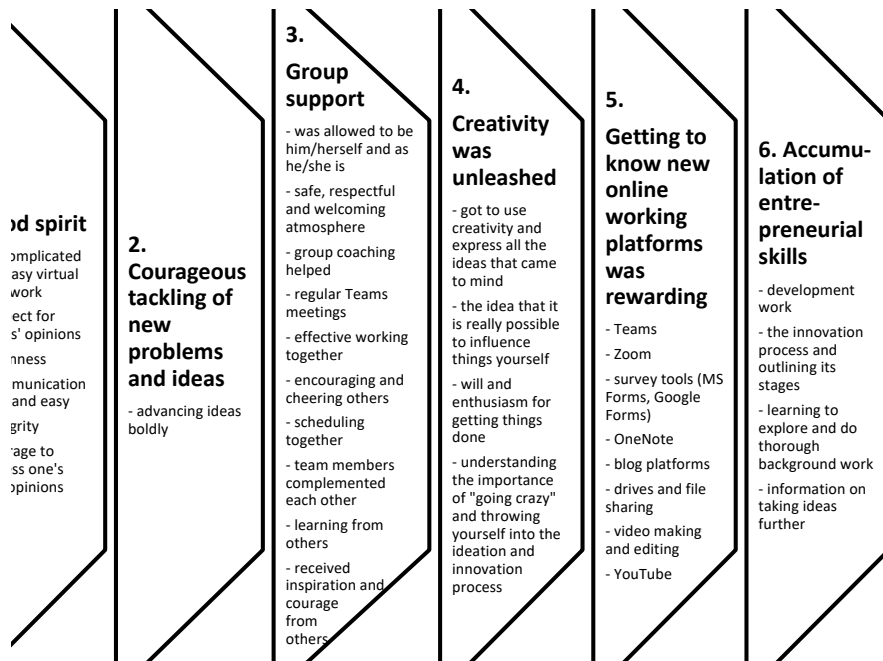 spirit
virtual
work
for
opinions
and easy
to
one's
opinions
2.
Courageous
tackling of
new
problems
and ideas
- advancing ideas
boldly
3.
Group
support
- was allowed to be
him/herself and as
he/she is
- safe, respectful
and welcoming
atmosphere
- group coaching
helped
- regular Teams
meetings
- effective working
together
- encouraging and
cheering others
- scheduling
together
- team members
complemented
each other
- learning from
others
- received
inspiration and
courage
from
others
4.
Creativity
was
unleashed
- got to use
creativity and
express all the
ideas that came
to mind
- the idea that it
is really possible
to influence
things yourself
- will and
enthusiasm for
getting things
done
- understanding
the importance
of "going crazy"
and throwing
yourself into the
ideation and
innovation
process
5.
Getting to
know new
online
working
platforms
was
rewarding
- Teams
- Zoom
- survey tools (MS
Forms, Google
Forms)
- OneNote
- blog platforms
- drives and file
sharing
- video making
and editing
- YouTube
6. Accumu-
lation of
entre-
preneurial
skills
- development
work
- the innovation
process and
outlining its
stages
- learning to
explore and do
thorough
background work
- information on
taking ideas
further